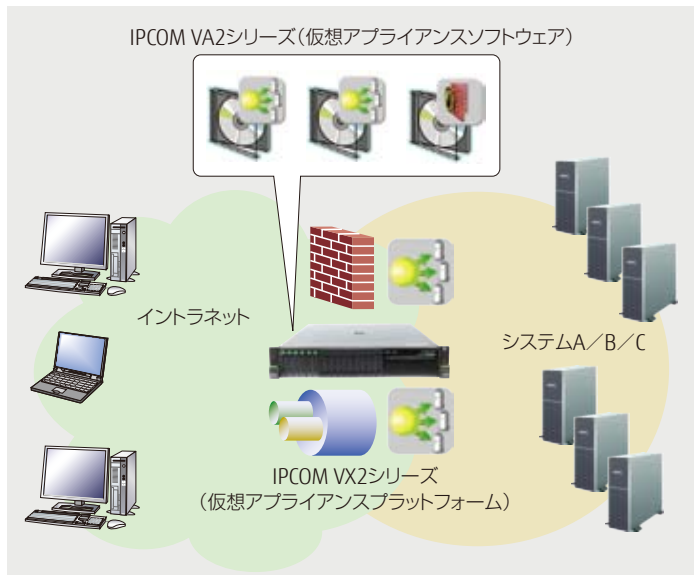 IPCOM VA2シリーズ(仮想アプライアンスソフトウェア)
イントラネット
システムA／B／C
IPCOM VX2シリーズ
(仮想アプライアンスプラットフォーム)